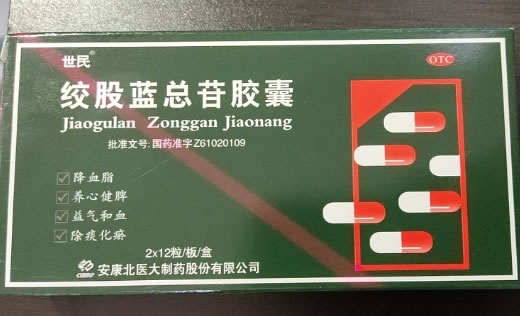 世民®
OTC
绞股蓝总苷胶囊
Jiaogulan Zonggan Jiaonang
批准文号: 国药准字Z61020109
降血脂
养心健脾
益气和血
除痰化瘀
2x12粒/板/盒
安康北医大制药股份有限公司